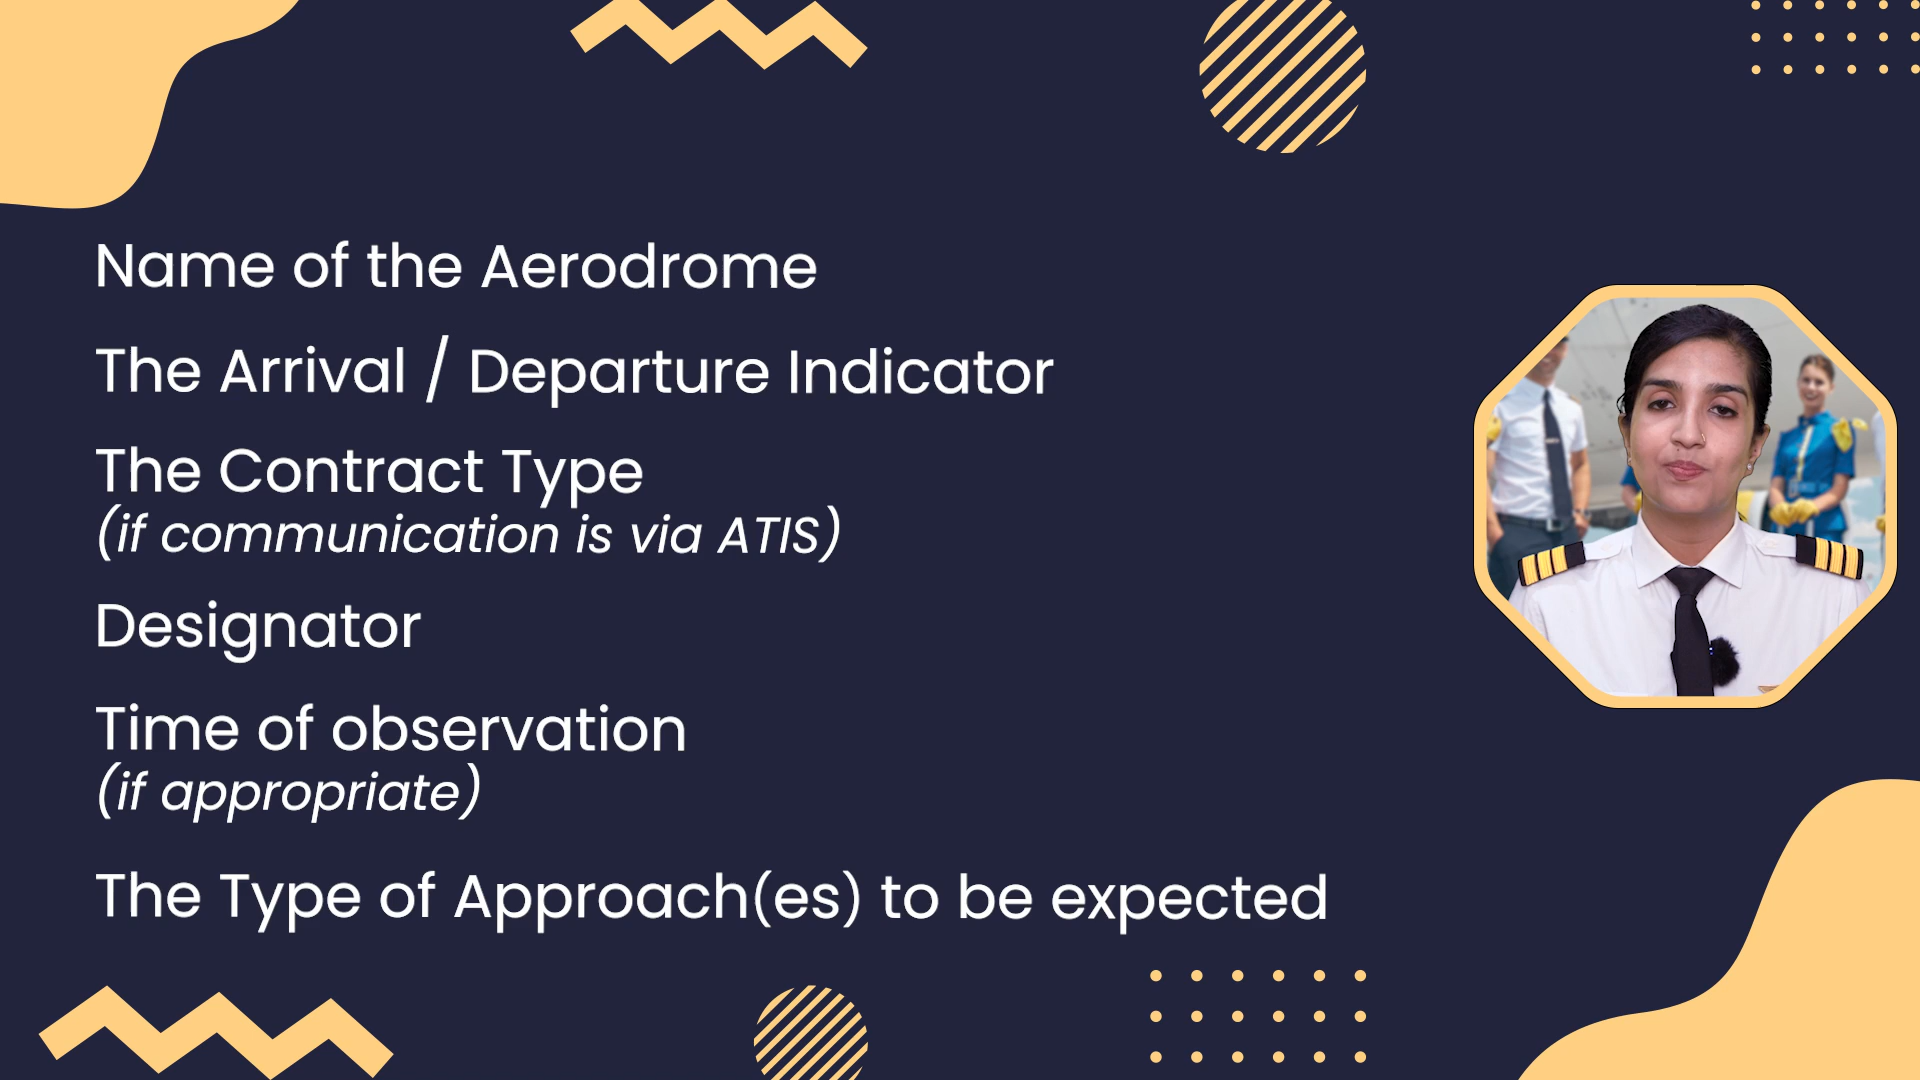 Name of the Aerodrome
The Arrival / Departure Indicator
The Contract Type
(if communication is via ATIS)
Designator
Time of observation
(if appropriate)
The Type of Approach(es) to be expected